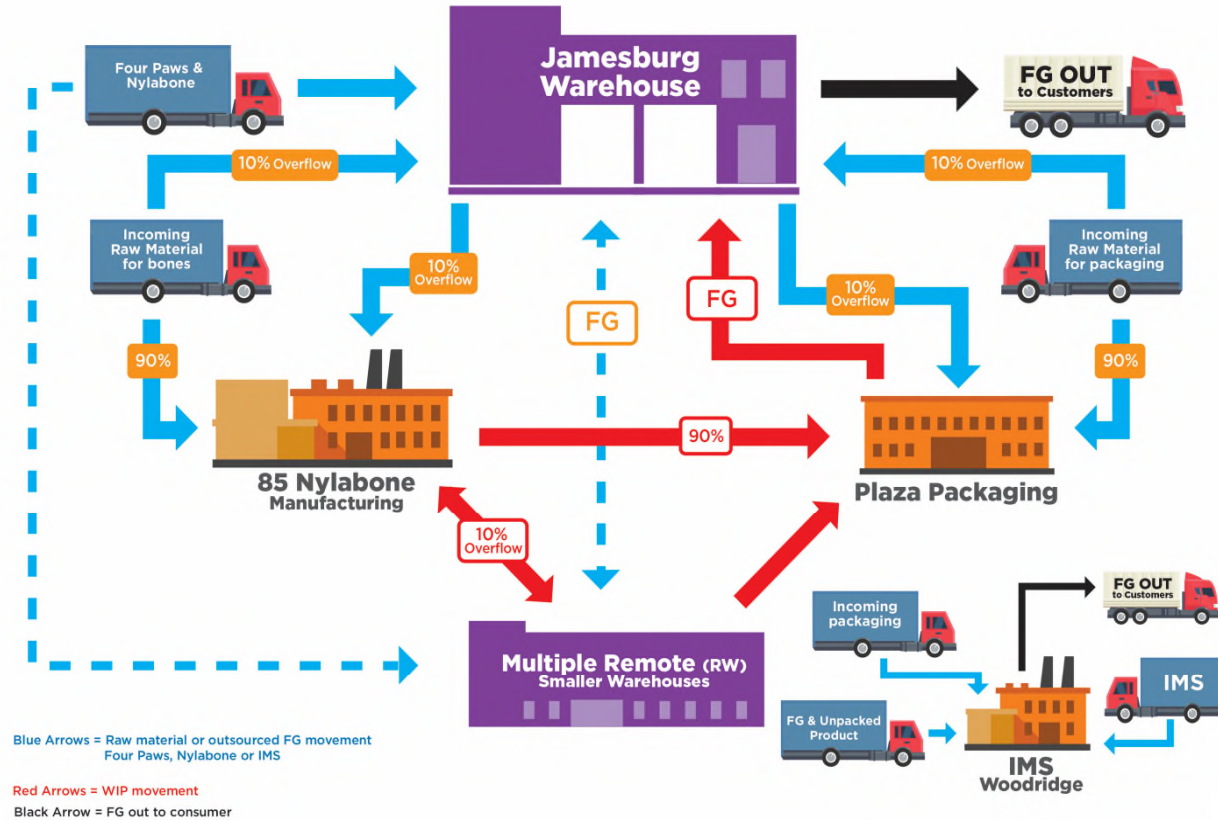 Four Paws &
Nylabone
Jamesburg
Warehouse
FG OUT
to Customers
10% Overflow
10% Overflow
Incoming
Raw Material
for bones
10%
Overflow
FG
FG
10%
Overflow
Incoming
Raw Material
for packaging
90%
90%
90%
85 Nylabone
Manufacturing
Plaza Packaging
10%
Overflow
Multiple Remote (RW)
Smaller Warehouses
Incoming
packaging
FG OUT
to Customers
IMS
FG & Unpacked
Product
IMS
Woodridge
Blue Arrows = Raw material or outsourced FG movement
Four Paws, Nylabone or IMS
Red Arrows = WIP movement
Black Arrow = FG out to consumer